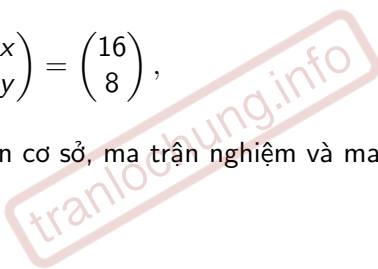 x
y) = (16
8),
n cơ sở, ma trận nghiệm và ma
tranlochung.info